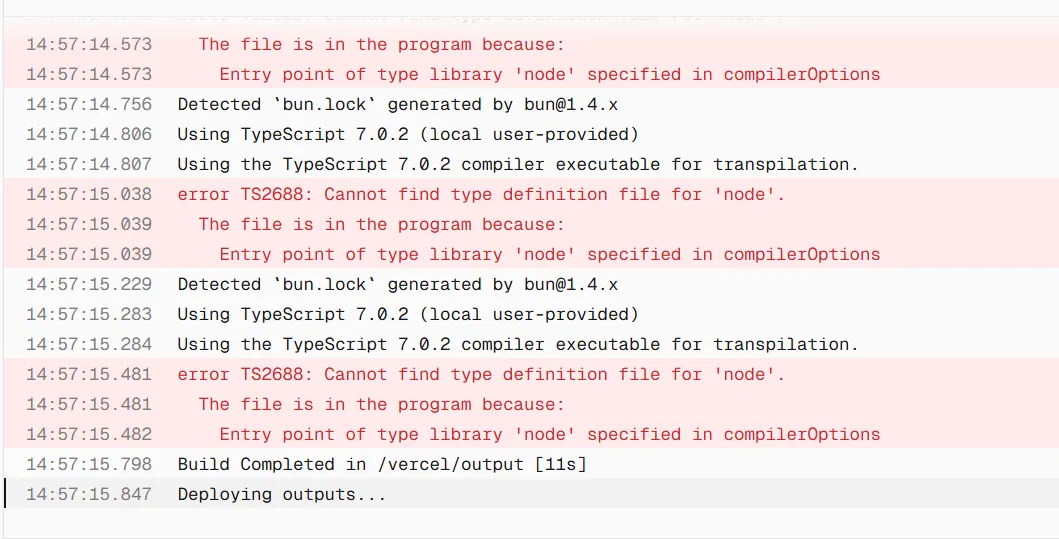 14:57:14.573 The file is in the program because:
14:57:14.573 Entry point of type library 'node' specified in compilerOptions
14:57:14.756 Detected `bun.lock` generated by bun@1.4.x
14:57:14.806 Using TypeScript 7.0.2 (local user-provided)
14:57:14.807 Using the TypeScript 7.0.2 compiler executable for transpilation.
14:57:15.038 error TS2688: Cannot find type definition file for 'node'.
14:57:15.039 The file is in the program because:
14:57:15.039 Entry point of type library 'node' specified in compilerOptions
14:57:15.229 Detected `bun.lock` generated by bun@1.4.x
14:57:15.283 Using TypeScript 7.0.2 (local user-provided)
14:57:15.284 Using the TypeScript 7.0.2 compiler executable for transpilation.
14:57:15.481 error TS2688: Cannot find type definition file for 'node'.
14:57:15.481 The file is in the program because:
14:57:15.482 Entry point of type library 'node' specified in compilerOptions
14:57:15.798 Build Completed in /vercel/output [11s]
14:57:15.847 Deploying outputs...